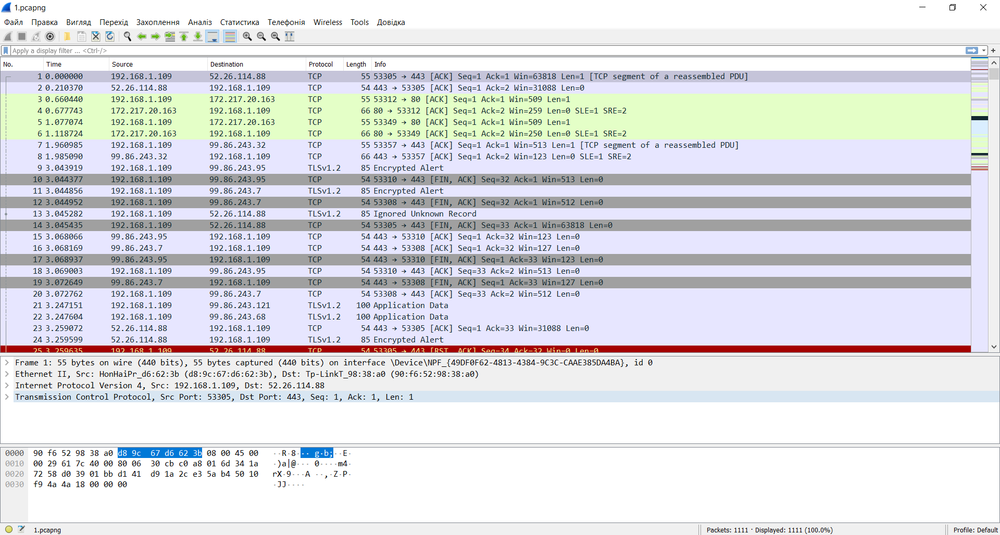 1.pcapng
Файл Правка Вигляд Перехід Захоплення Аналіз Статистика Телефонія Wireless Tools Довідка
Apply a display filter ... <Ctrl-/>
No. Time Source Destination Protocol Length Info
1 0.000000 192.168.1.109 52.26.114.88 TCP 55 53305 → 443 [ACK] Seq=1 Ack=1 Win=63818 Len=1 [TCP segment of a reassembled PDU]
2 0.210370 52.26.114.88 192.168.1.109 TCP 54 443 → 53305 [ACK] Seq=1 Ack=2 Win=31088 Len=0
3 0.660440 192.168.1.109 172.217.20.163 TCP 55 53312 → 80 [ACK] Seq=1 Ack=1 Win=509 Len=1
4 0.677743 172.217.20.163 192.168.1.109 TCP 66 80 → 53312 [ACK] Seq=1 Ack=2 Win=259 Len=0 SLE=1 SRE=2
5 1.077074 192.168.1.109 172.217.20.163 TCP 55 53349 → 80 [ACK] Seq=1 Ack=1 Win=509 Len=1
6 1.118724 172.217.20.163 192.168.1.109 TCP 66 80 → 53349 [ACK] Seq=1 Ack=2 Win=250 Len=0 SLE=1 SRE=2
7 1.960985 192.168.1.109 99.86.243.32 TCP 55 53357 → 443 [ACK] Seq=1 Ack=1 Win=513 Len=1 [TCP segment of a reassembled PDU]
8 1.985090 99.86.243.32 192.168.1.109 TCP 66 443 → 53357 [ACK] Seq=1 Ack=2 Win=123 Len=0 SLE=1 SRE=2
9 3.043919 192.168.1.109 99.86.243.95 TLSv1.2 85 Encrypted Alert
10 3.044377 192.168.1.109 99.86.243.95 TCP 54 53310 → 443 [FIN, ACK] Seq=32 Ack=1 Win=513 Len=0
11 3.044856 192.168.1.109 99.86.243.7 TLSv1.2 85 Encrypted Alert
12 3.044952 192.168.1.109 99.86.243.7 TCP 54 53308 → 443 [FIN, ACK] Seq=32 Ack=1 Win=512 Len=0
13 3.045282 192.168.1.109 52.26.114.88 TLSv1.2 85 Ignored Unknown Record
14 3.045435 192.168.1.109 52.26.114.88 TCP 54 53305 → 443 [FIN, ACK] Seq=33 Ack=1 Win=63818 Len=0
15 3.068066 99.86.243.95 192.168.1.109 TCP 54 443 → 53310 [ACK] Seq=1 Ack=32 Win=123 Len=0
16 3.068169 99.86.243.7 192.168.1.109 TCP 54 443 → 53308 [ACK] Seq=1 Ack=32 Win=127 Len=0
17 3.068937 99.86.243.95 192.168.1.109 TCP 54 443 → 53310 [FIN, ACK] Seq=1 Ack=33 Win=123 Len=0
18 3.069003 192.168.1.109 99.86.243.95 TCP 54 53310 → 443 [ACK] Seq=33 Ack=2 Win=513 Len=0
19 3.072649 99.86.243.7 192.168.1.109 TCP 54 443 → 53308 [FIN, ACK] Seq=1 Ack=33 Win=127 Len=0
20 3.072762 192.168.1.109 99.86.243.7 TCP 54 53308 → 443 [ACK] Seq=33 Ack=2 Win=512 Len=0
21 3.247151 192.168.1.109 99.86.243.121 TLSv1.2 100 Application Data
22 3.247604 192.168.1.109 99.86.243.68 TLSv1.2 100 Application Data
23 3.259072 52.26.114.88 192.168.1.109 TCP 54 443 → 53305 [ACK] Seq=1 Ack=33 Win=31088 Len=0
24 3.259599 52.26.114.88 192.168.1.109 TLSv1.2 85 Encrypted Alert
25 3.259635 192.168.1.109 52.26.114.88 TCP 54 53305 → 443 [RST, ACK] Seq=34 Ack=32 Win=0 Len=0
Frame 1: 55 bytes on wire (440 bits), 55 bytes captured (440 bits) on interface \Device\NPF_{49DF0F62-4813-4384-9C3C-CAAE385DA4BA}, id 0
Ethernet II, Src: HonHaiPr_d6:62:3b (d8:9c:67:d6:62:3b), Dst: Tp-LinkT_98:38:a0 (90:f6:52:98:38:a0)
Internet Protocol Version 4, Src: 192.168.1.109, Dst: 52.26.114.88
Transmission Control Protocol, Src Port: 53305, Dst Port: 443, Seq: 1, Ack: 1, Len: 1
0000 90 f6 52 98 38 a0 d8 9c 67 d6 62 3b 08 00 45 00 ··R·8··· g·b;··E·
0010 00 29 61 7c 40 00 80 06 30 cb c0 a8 01 6d 34 1a ·)a|@··· 0····m4·
0020 72 58 d0 39 01 bb d1 41 d9 1a 2c e3 5a b4 50 10 rX·9···A ··,·Z·P·
0030 f9 4a 4a 18 00 00 00 ·JJ····
1.pcapng Packets: 1111 · Displayed: 1111 (100.0%) Profile: Default